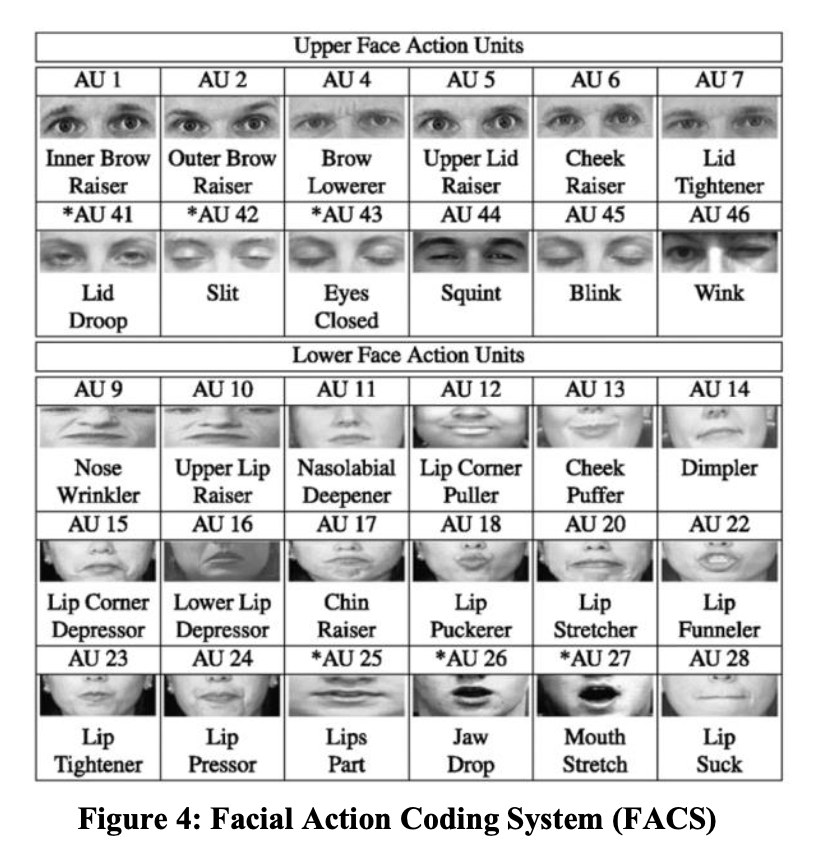 Upper Face Action Units
AU 1 AU 2 AU 4 AU 5 AU 6 AU 7
Inner Brow Outer Brow Brow Upper Lid Cheek Lid
Raiser Raiser Lowerer Raiser Raiser Tightener
*AU 41 *AU 42 *AU 43 AU 44 AU 45 AU 46
Lid Slit Eyes Squint Blink Wink
Droop Closed
Lower Face Action Units
AU 9 AU 10 AU 11 AU 12 AU 13 AU 14
Nose Upper Lip Nasolabial Lip Corner Cheek Dimpler
Wrinkler Raiser Deepener Puller Puffer
AU 15 AU 16 AU 17 AU 18 AU 20 AU 22
Lip Corner Lower Lip Chin Lip Lip Lip
Depressor Depressor Raiser Puckerer Stretcher Funneler
AU 23 AU 24 *AU 25 *AU 26 *AU 27 AU 28
Lip Lip Lips Jaw Mouth Lip
Tightener Pressor Part Drop Stretch Suck
Figure 4: Facial Action Coding System (FACS)